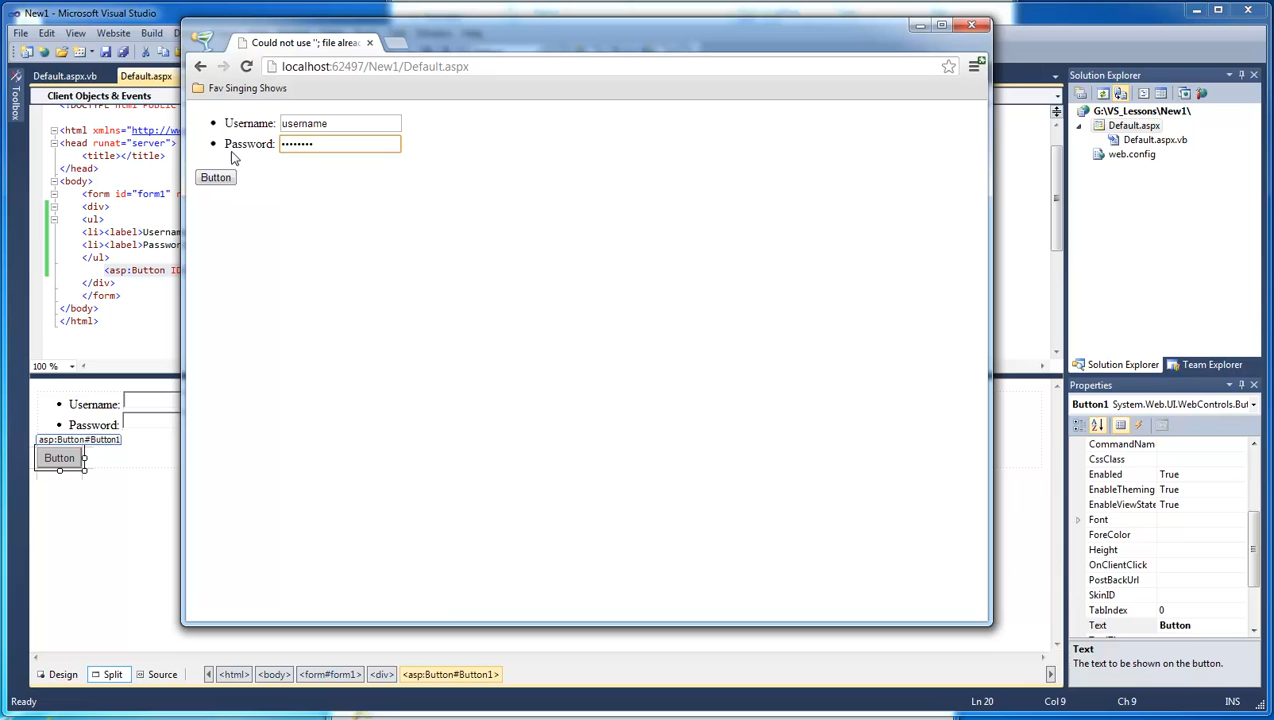 New1 - Microsoft Visual Studio
File Edit View Website Build
Default.aspx.vb Default.aspx
Client Objects & Events
Toolbox
<html xmlns="http://ww
<head runat="server">
<title></title>
</head>
<body>
<form id="form1"
<div>
<ul>
<li><label>Usernam
<li><label>Passwor
</ul>
<asp:Button ID
</div>
</form>
</body>
</html>
100 %
Username:
Password:
asp:Button#Button1
Button
Design Split Source
<html> <body> <form#form1> <div> <asp:Button#Button1>
Ready
Ln 20 Col 9 Ch 9 INS
Could not use ''; file alrea
localhost:62497/New1/Default.aspx
Fav Singing Shows
Username: username
Password: ••••••••
Button
Solution Explorer
G:\VS_Lessons\New1\
Default.aspx
Default.aspx.vb
web.config
Solution Explorer Team Explorer
Properties
Button1 System.Web.UI.WebControls.But
CommandNam
CssClass
Enabled True
EnableTheming True
EnableViewState True
Font
ForeColor
Height
OnClientClick
PostBackUrl
SkinID
TabIndex 0
Text Button
Text
The text to be shown on the button.